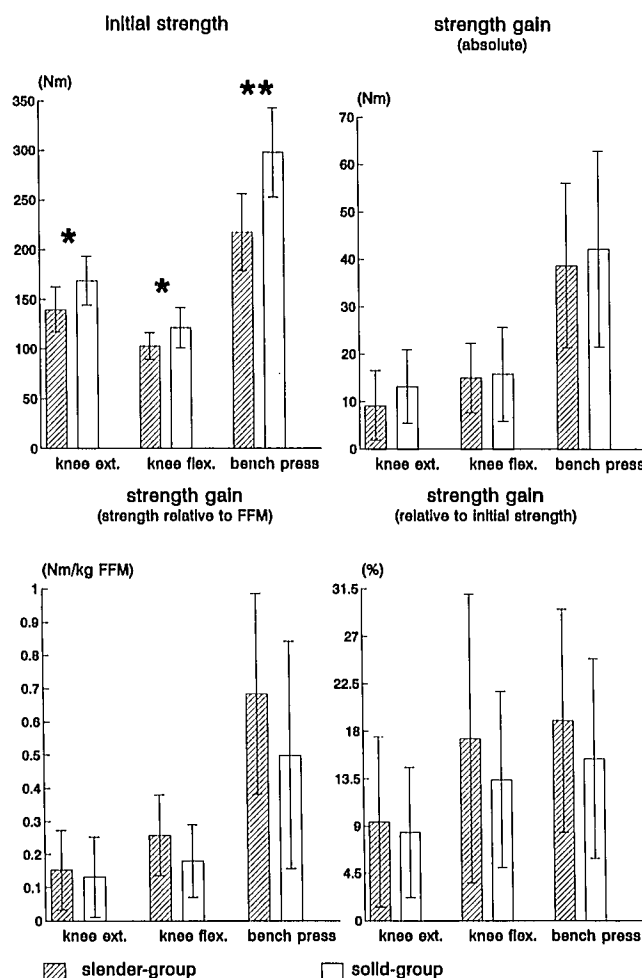 initial strength
(Nm)
350
300
250
200
150
100
50
0
*
*
**
knee ext. knee flex. bench press
strength gain
(absolute)
(Nm)
70
60
50
40
30
20
10
0
knee ext. knee flex. bench press
strength gain
(strength relative to FFM)
(Nm/kg FFM)
1
0.9
0.8
0.7
0.6
0.5
0.4
0.3
0.2
0.1
0
knee ext. knee flex. bench press
strength gain
(relative to initial strength)
(%)
31.5
27
22.5
18
13.5
9
4.5
0
knee ext. knee flex. bench press
slender-group solid-group